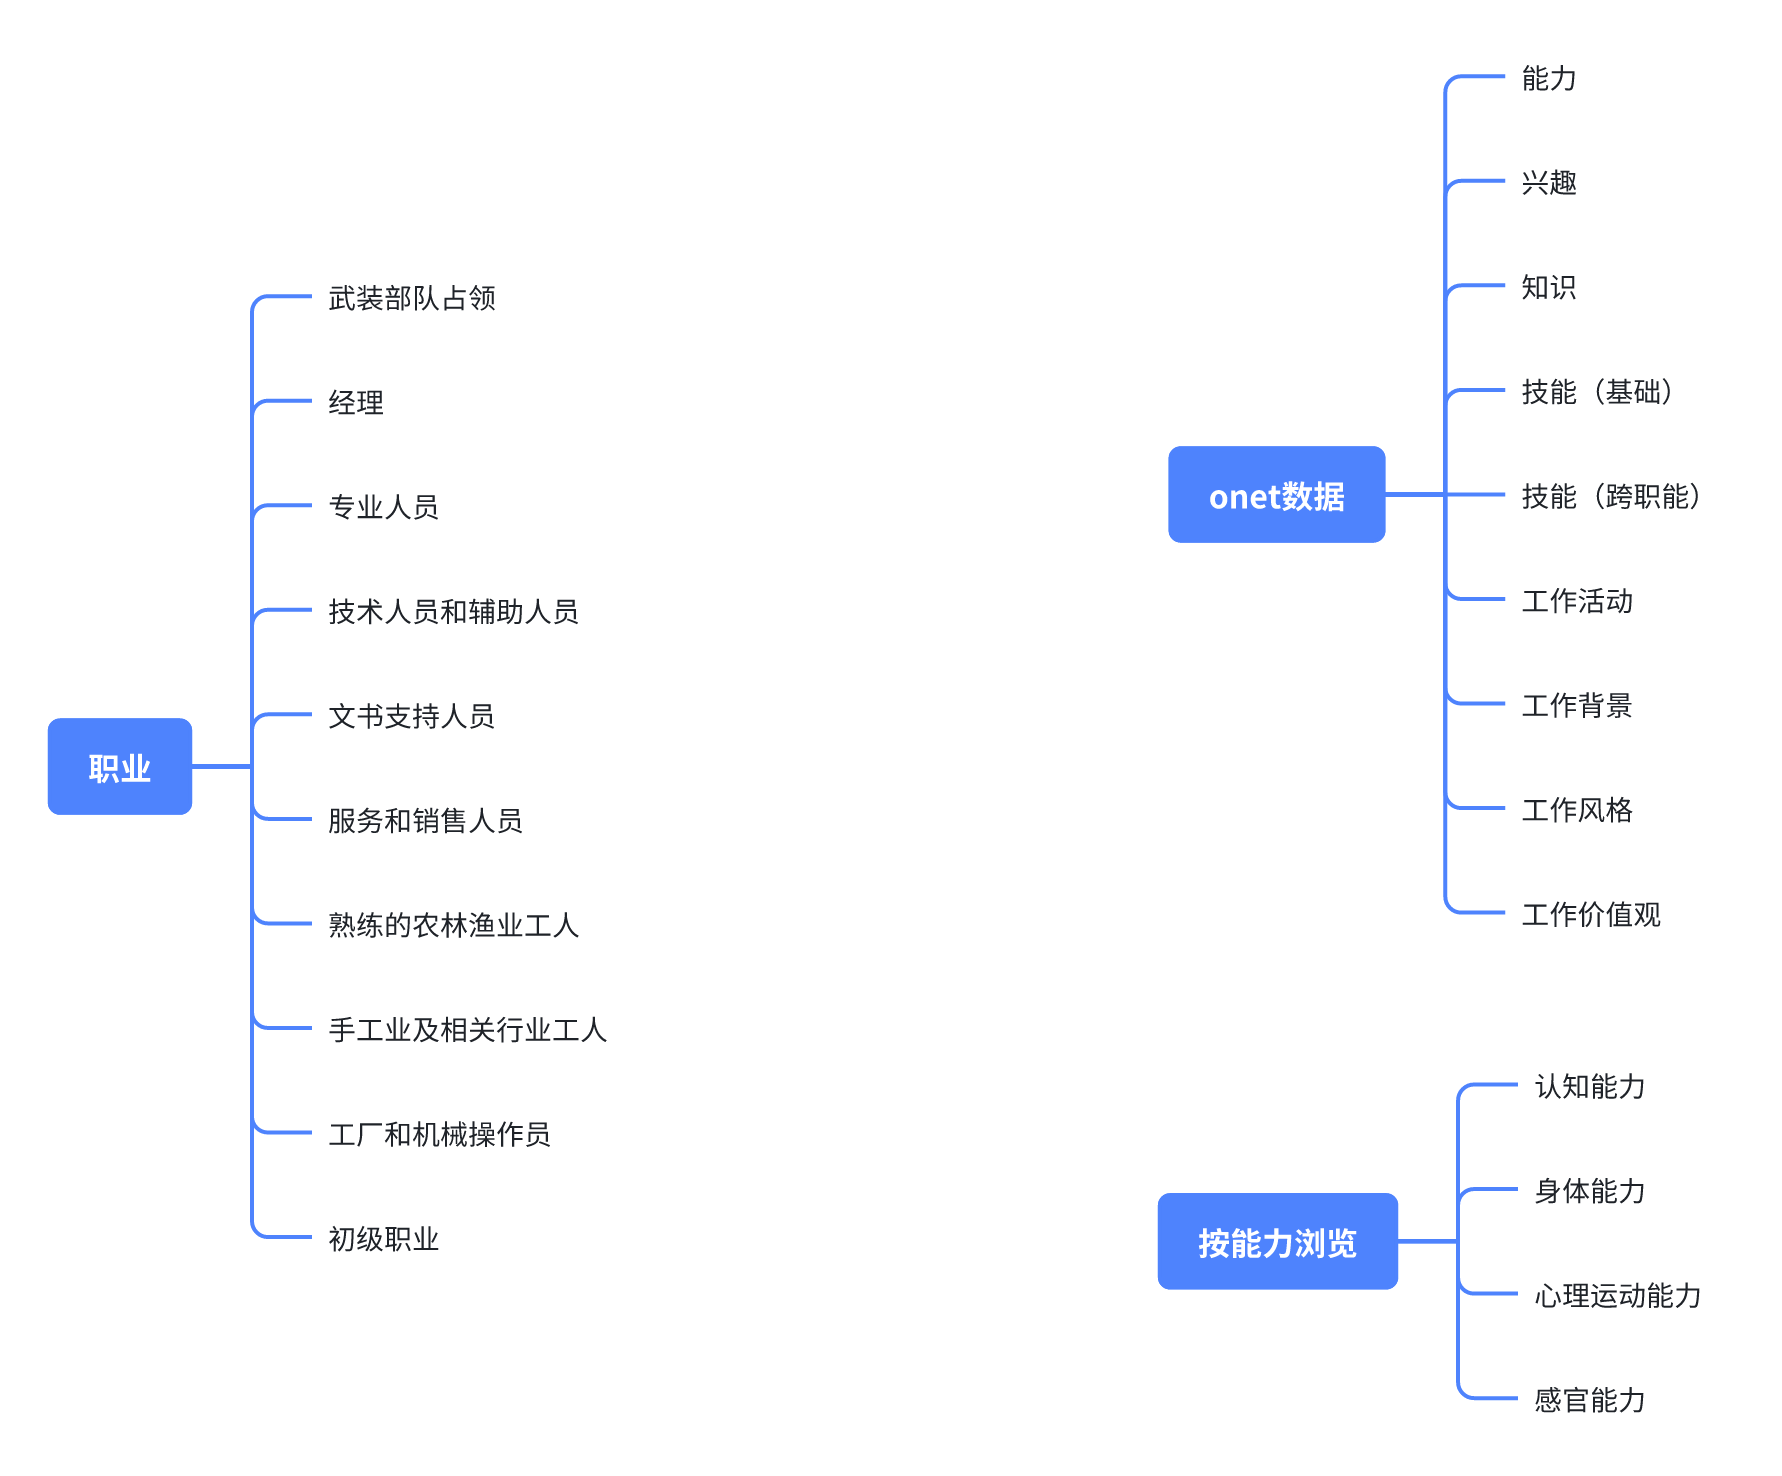 职业
武装部队占领
经理
专业人员
技术人员和辅助人员
文书支持人员
服务和销售人员
熟练的农林渔业工人
手工业及相关行业工人
工厂和机械操作员
初级职业
onet数据
能力
兴趣
知识
技能（基础）
技能（跨职能）
工作活动
工作背景
工作风格
工作价值观
按能力浏览
认知能力
身体能力
心理运动能力
感官能力